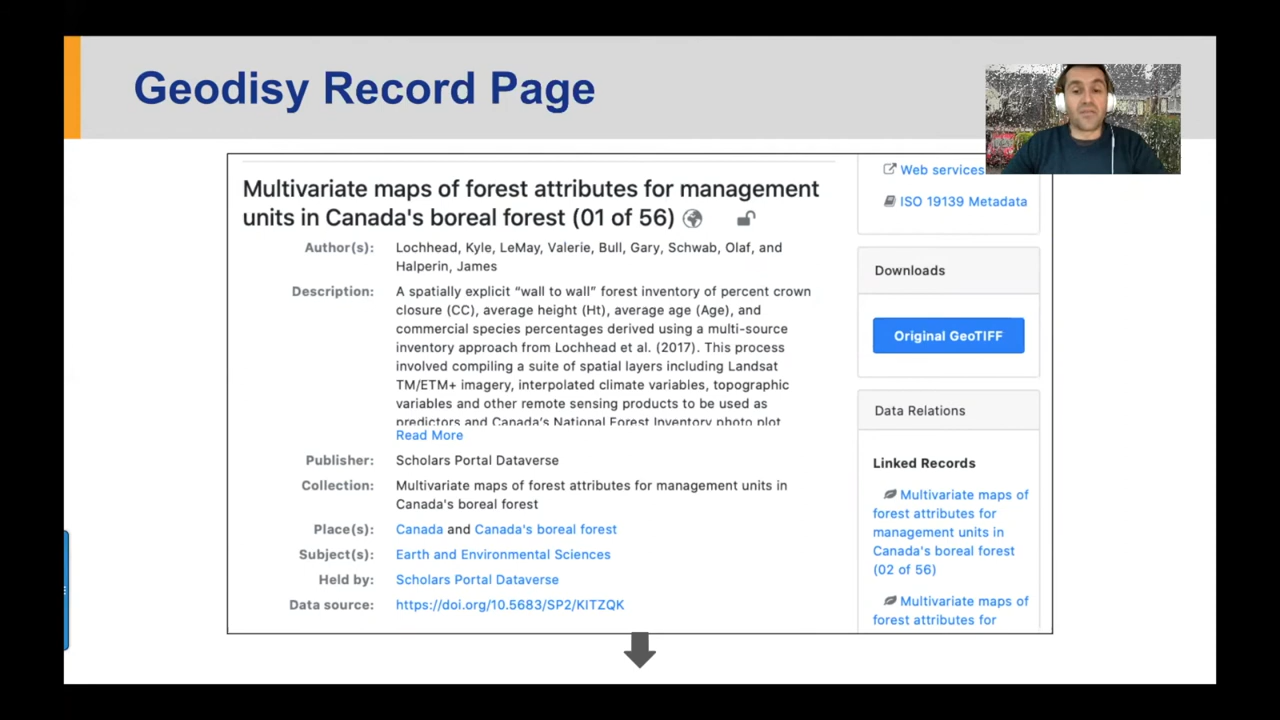 Geodisy Record Page
Multivariate maps of forest attributes for management
units in Canada's boreal forest (01 of 56)
Author(s): Lochhead, Kyle, LeMay, Valerie, Bull, Gary, Schwab, Olaf, and
Halperin, James
Description: A spatially explicit “wall to wall” forest inventory of percent crown
closure (CC), average height (Ht), average age (Age), and
commercial species percentages derived using a multi-source
inventory approach from Lochhead et al. (2017). This process
involved compiling a suite of spatial layers including Landsat
TM/ETM+ imagery, interpolated climate variables, topographic
variables and other remote sensing products to be used as
predictors and Canada’s National Forest Inventory photo plot
Read More
Publisher: Scholars Portal Dataverse
Collection: Multivariate maps of forest attributes for management units in
Canada's boreal forest
Place(s): Canada and Canada's boreal forest
Subject(s): Earth and Environmental Sciences
Held by: Scholars Portal Dataverse
Data source: https://doi.org/10.5683/SP2/KITZQK
Web services
ISO 19139 Metadata
Downloads
Original GeoTIFF
Data Relations
Linked Records
Multivariate maps of
forest attributes for
management units in
Canada's boreal forest
(02 of 56)
Multivariate maps of
forest attributes for